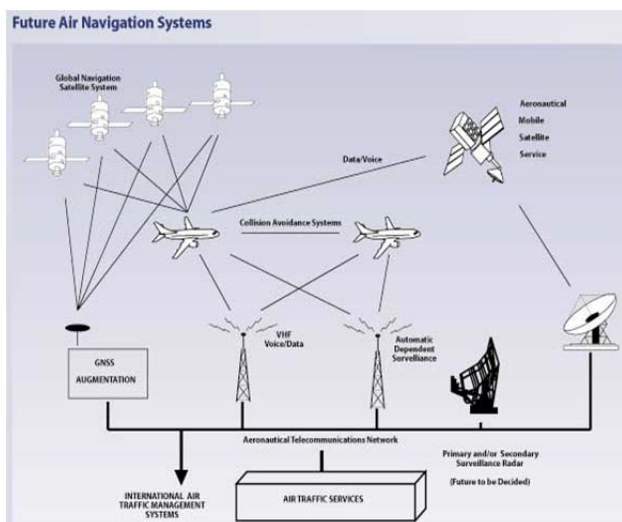 Future Air Navigation Systems
Global Navigation
Satellite System
Aeronautical
Mobile
Satellite
Service
Data/Voice
Collision Avoidance Systems
VHF
Voice/Data
Automatic
Dependent
Survelliance
GNSS
AUGMENTATION
Aeronautical Telecommunications Network
Primary and/or Secondary
Surveillance Radar
(Future to be Decided)
INTERNATIONAL AIR
TRAFFIC MANAGEMENT
SYSTEMS
AIR TRAFFIC SERVICES